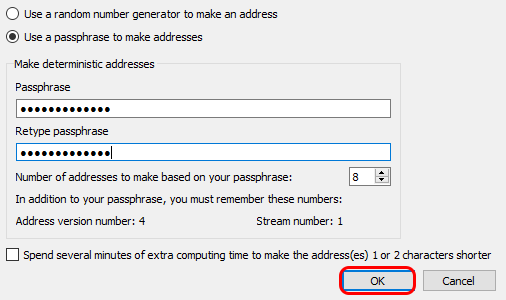 Use a random number generator to make an address
Use a passphrase to make addresses
Make deterministic addresses
Passphrase
●●●●●●●●●●●●●
Retype passphrase
●●●●●●●●●●●●●
Number of addresses to make based on your passphrase: 8
In addition to your passphrase, you must remember these numbers:
Address version number: 4 Stream number: 1
Spend several minutes of extra computing time to make the address(es) 1 or 2 characters shorter
OK Cancel